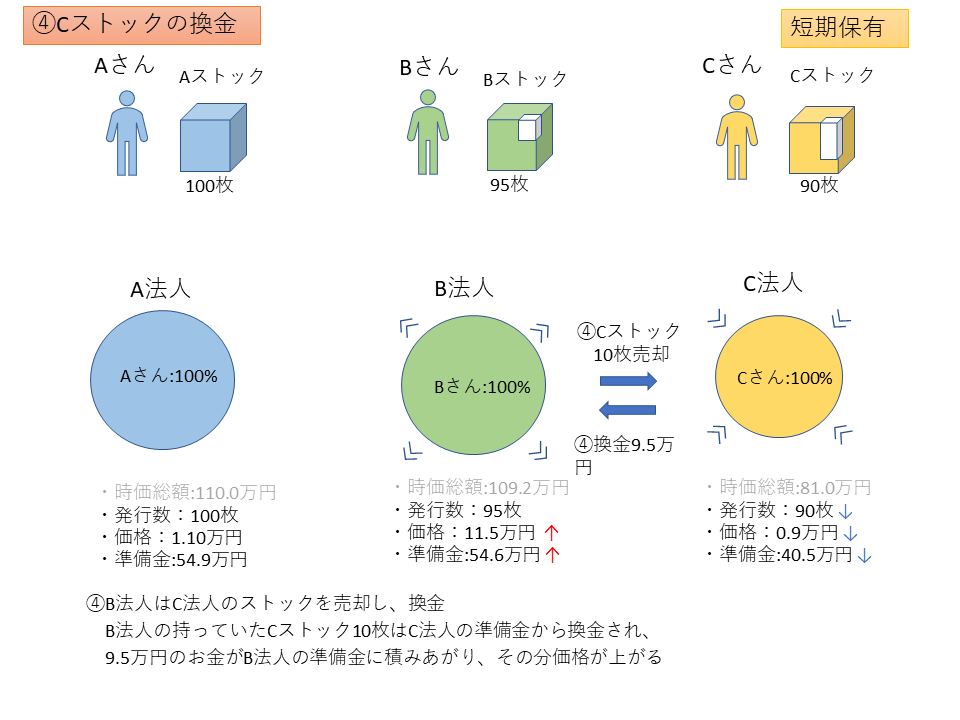 ④Cストックの換金
短期保有
Aさん
Aストック
100枚
Bさん
Bストック
95枚
Cさん
Cストック
90枚
A法人
Aさん:100%
B法人
Bさん:100%
④Cストック
10枚売却
④換金9.5万
円
C法人
Cさん:100%
・時価総額:110.0万円
・発行数：100枚
・価格：1.10万円
・準備金:54.9万円
・時価総額:109.2万円
・発行数：95枚
・価格：11.5万円 ↑
・準備金:54.6万円 ↑
・時価総額:81.0万円
・発行数：90枚 ↓
・価格：0.9万円 ↓
・準備金:40.5万円 ↓
④B法人はC法人のストックを売却し、換金
B法人の持っていたCストック10枚はC法人の準備金から換金され、
9.5万円のお金がB法人の準備金に積みあがり、その分価格が上がる